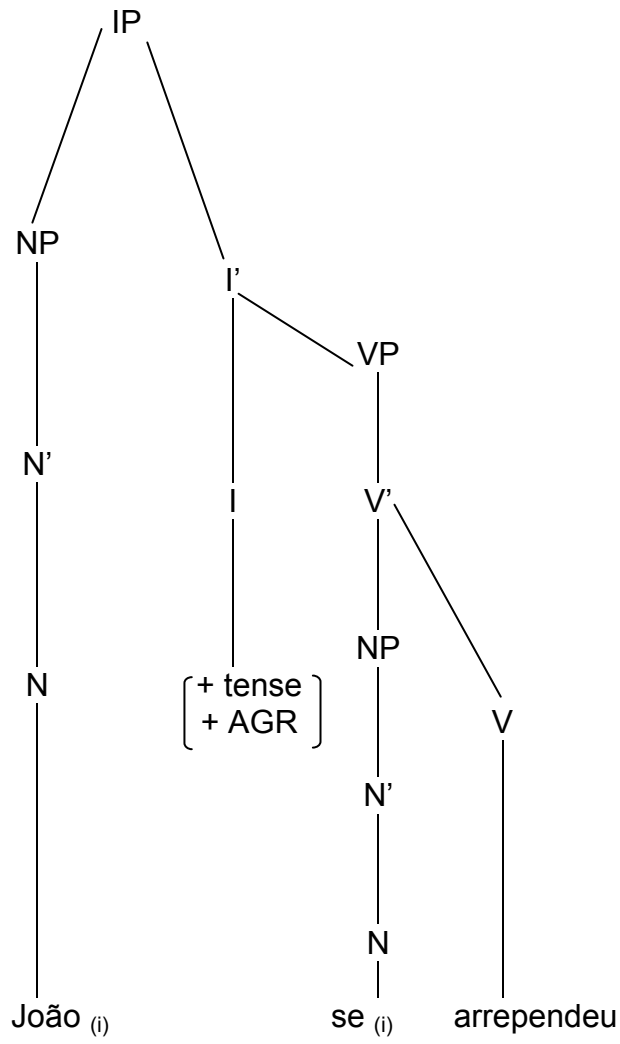 IP
NP
I’
VP
N’
I
V’
NP
N
+ tense
+ AGR
V
N’
N
João (i) se (i) arrependeu